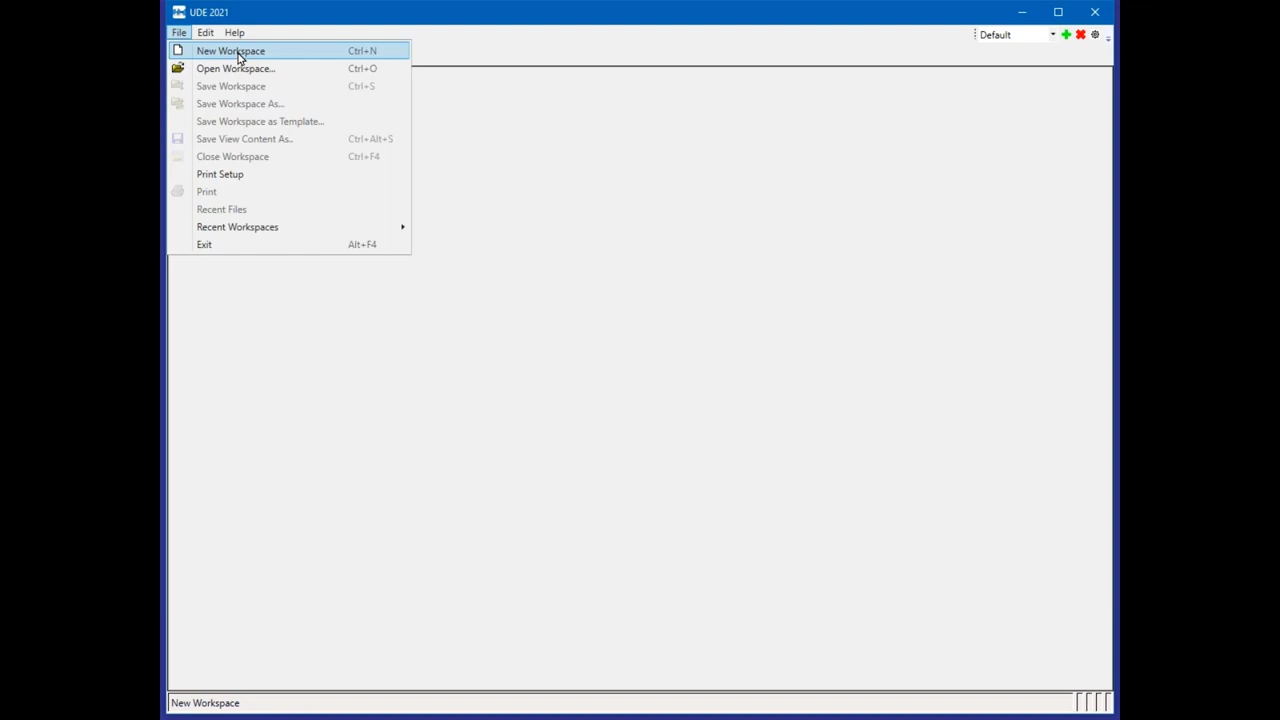 UDE 2021
File Edit Help
Default
New Workspace Ctrl+N
Open Workspace... Ctrl+O
Save Workspace Ctrl+S
Save Workspace As...
Save Workspace as Template...
Save View Content As.. Ctrl+Alt+S
Close Workspace Ctrl+F4
Print Setup
Print
Recent Files
Recent Workspaces
Exit Alt+F4
New Workspace